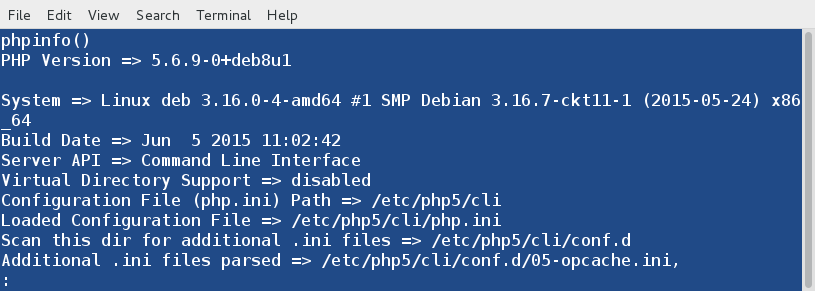 File Edit View Search Terminal Help
phpinfo()
PHP Version => 5.6.9-0+deb8u1
System => Linux deb 3.16.0-4-amd64 #1 SMP Debian 3.16.7-ckt11-1 (2015-05-24) x86
_64
Build Date => Jun  5 2015 11:02:42
Server API => Command Line Interface
Virtual Directory Support => disabled
Configuration File (php.ini) Path => /etc/php5/cli
Loaded Configuration File => /etc/php5/cli/php.ini
Scan this dir for additional .ini files => /etc/php5/cli/conf.d
Additional .ini files parsed => /etc/php5/cli/conf.d/05-opcache.ini,
: